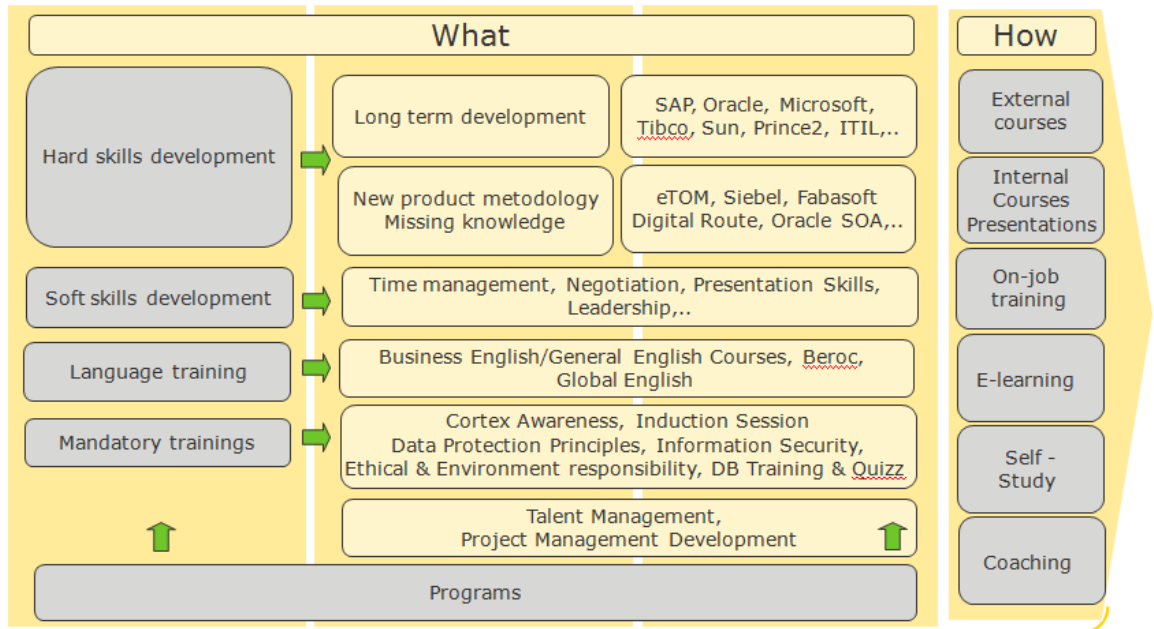 What
How
Hard skills development
Long term development
SAP, Oracle, Microsoft,
Tibco, Sun, Prince2, ITIL,..
New product metodology
Missing knowledge
eTOM, Siebel, Fabasoft
Digital Route, Oracle SOA,..
Soft skills development
Time management, Negotiation, Presentation Skills,
Leadership,..
Language training
Business English/General English Courses, Beroc,
Global English
Mandatory trainings
Cortex Awareness, Induction Session
Data Protection Principles, Information Security,
Ethical & Environment responsibility, DB Training & Quizz
Talent Management,
Project Management Development
Programs
External
courses
Internal
Courses
Presentations
On-job
training
E-learning
Self -
Study
Coaching